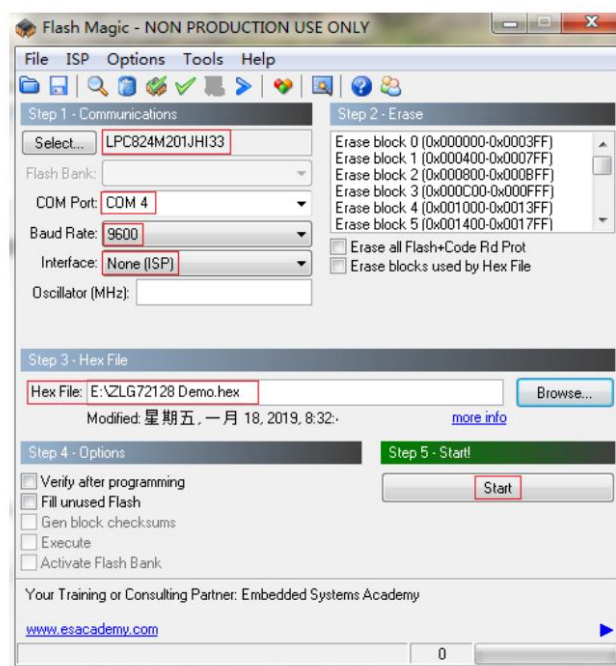 Flash Magic - NON PRODUCTION USE ONLY
File ISP Options Tools Help
Step 1 - Communications
Select... LPC824M201JHI33
Flash Bank:
COM Port: COM 4
Baud Rate: 9600
Interface: None (ISP)
Oscillator (MHz):
Step 2 - Erase
Erase block 0 (0x000000-0x0003FF)
Erase block 1 (0x000400-0x0007FF)
Erase block 2 (0x000800-0x000BFF)
Erase block 3 (0x000C00-0x000FFF)
Erase block 4 (0x001000-0x0013FF)
Erase block 5 (0x001400-0x0017FF)
Erase all Flash+Code Rd Prot
Erase blocks used by Hex File
Step 3 - Hex File
Hex File: E:\ZLG72128 Demo.hex Browse...
Modified: 星期五, 一月 18, 2019, 8:32: more info
Step 4 - Options
Verify after programming
Fill unused Flash
Gen block checksums
Execute
Activate Flash Bank
Step 5 - Start!
Start
Your Training or Consulting Partner: Embedded Systems Academy
www.esacademy.com
0